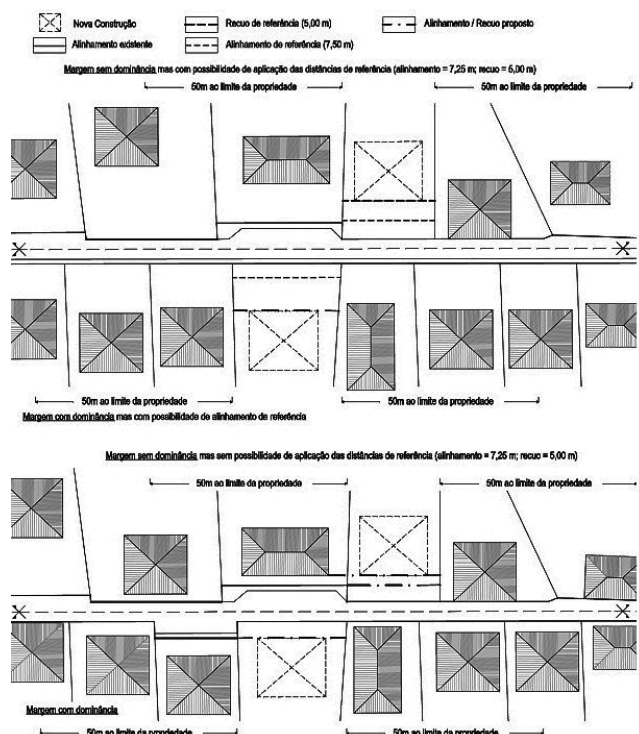 Nova Construção
Recuo de referência (5,00 m)
Alinhamento / Recuo proposto
Alinhamento existente
Alinhamento de referência (7,50 m)
Margem sem dominância mas com possibilidade de aplicação das distâncias de referência (alinhamento = 7,25 m; recuo = 5,00 m)
50m ao limite da propriedade
50m ao limite da propriedade
50m ao limite da propriedade
50m ao limite da propriedade
Margem com dominância mas com possibilidade de alinhamento de referência
Margem sem dominância mas sem possibilidade de aplicação das distâncias de referência (alinhamento = 7,25 m; recuo = 5,00 m)
50m ao limite da propriedade
50m ao limite da propriedade
Margem com dominância
50m ao limite da propriedade
50m ao limite da propriedade